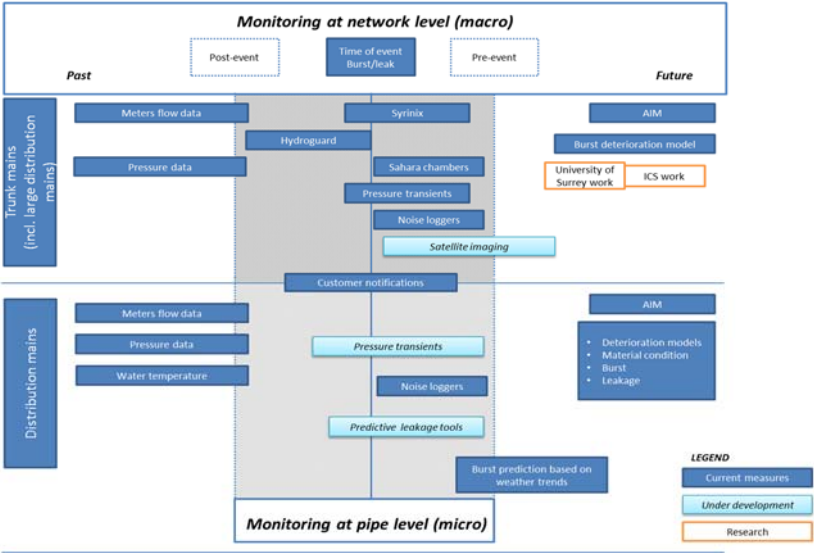 Monitoring at network level (macro)
Post-event
Time of event
Burst/leak
Pre-event
Past
Future
Trunk mains
(incl. large distribution
mains)
Meters flow data
Syrinix
AIM
Hydroguard
Burst deterioration model
Pressure data
Sahara chambers
University of
Surrey work
ICS work
Pressure transients
Noise loggers
Satellite imaging
Customer notifications
Distribution mains
Meters flow data
AIM
Pressure data
Pressure transients
• Deterioration models
• Material condition
• Burst
• Leakage
Water temperature
Noise loggers
Predictive leakage tools
Burst prediction based on
weather trends
LEGEND
Current measures
Under development
Research
Monitoring at pipe level (micro)